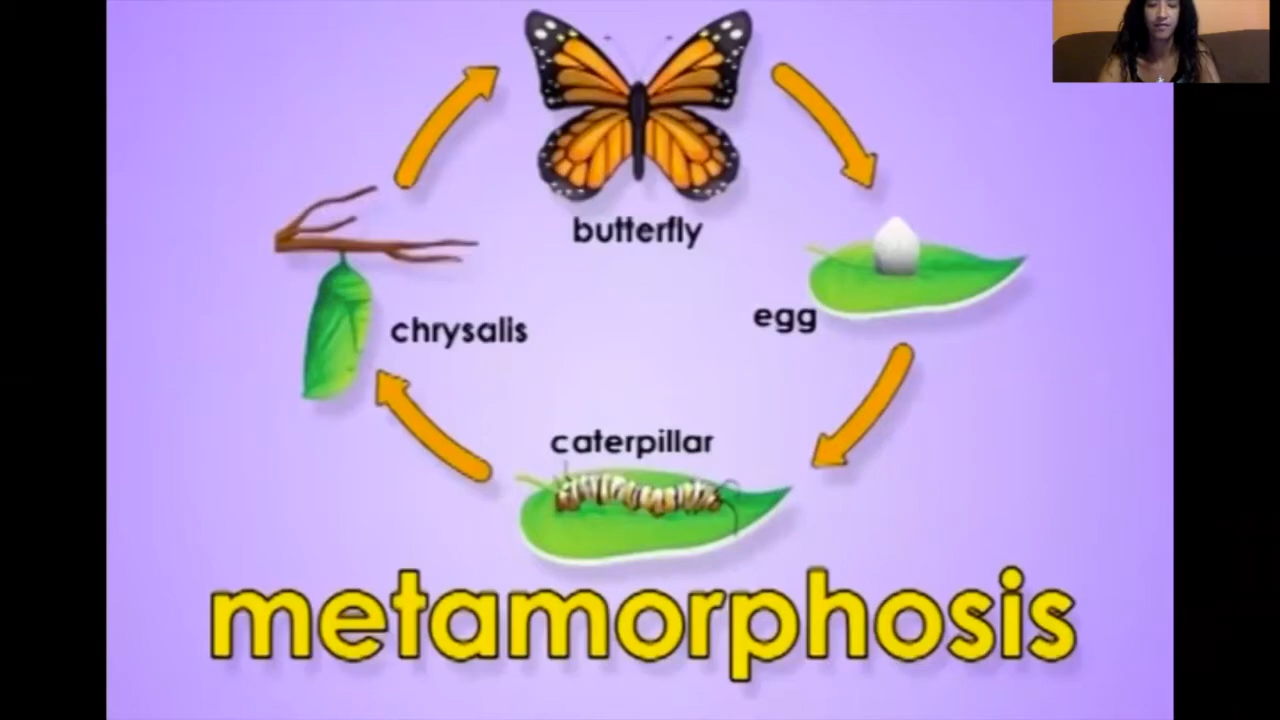 butterfly
egg
chrysalis
caterpillar
metamorphosis